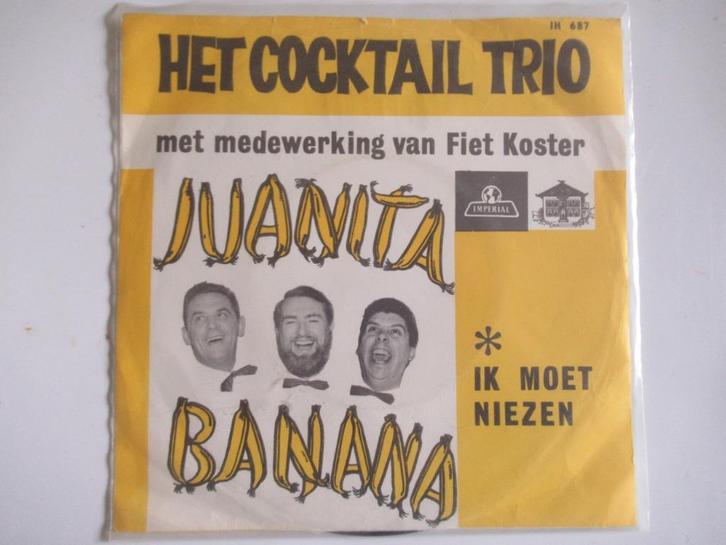 IH 687
HET COCKTAIL TRIO
met medewerking van Fiet Koster
JUANITA
IMPERIAL
BANANA
* IK MOET
NIEZEN